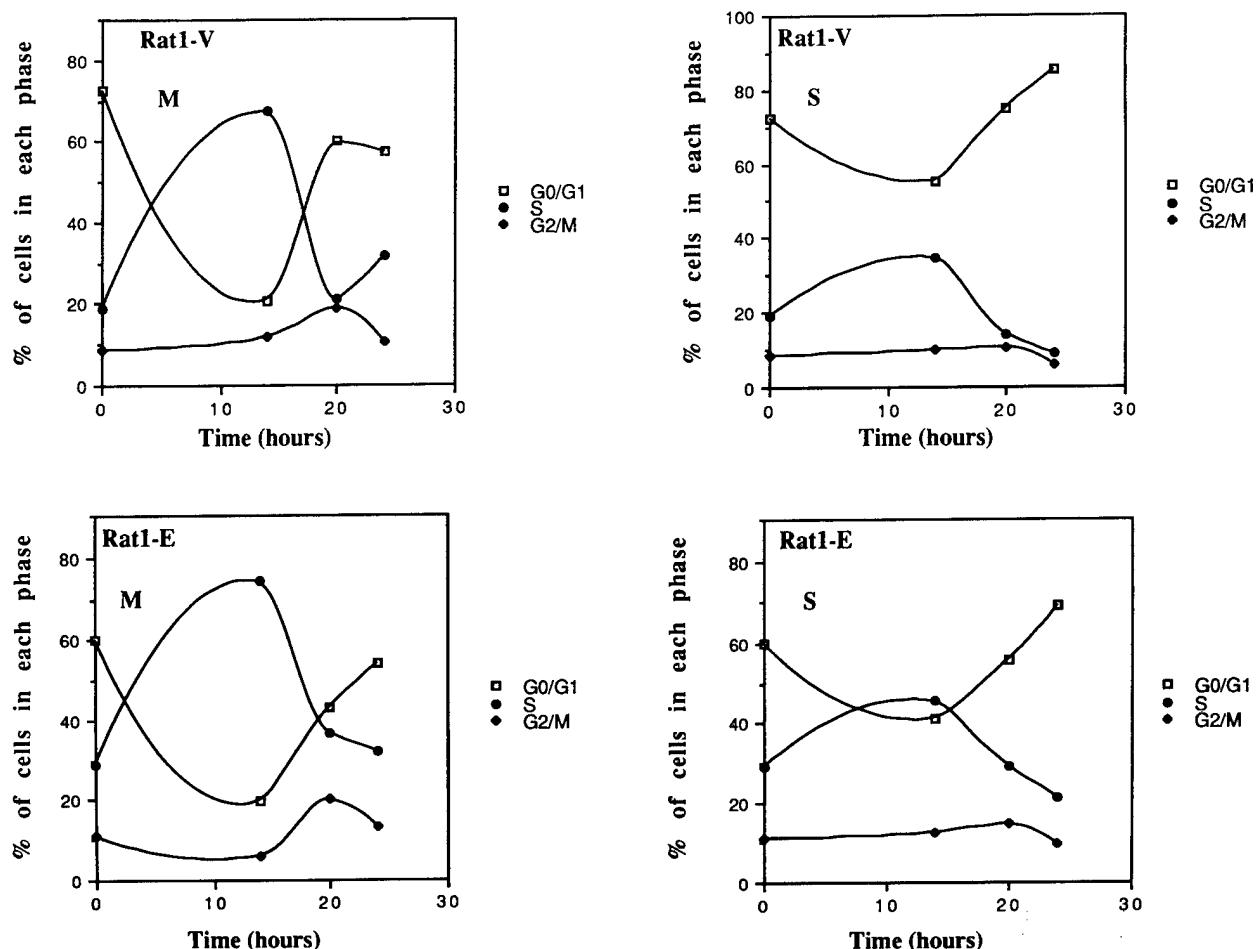 % of cells in each phase
Rat1-V
M
80
60
40
20
0
0 10 20 30
Time (hours)
G0/G1
S
G2/M
% of cells in each phase
Rat1-V
S
100
80
60
40
20
0
0 10 20 30
Time (hours)
G0/G1
S
G2/M
% of cells in each phase
Rat1-E
M
80
60
40
20
0
0 10 20 30
Time (hours)
G0/G1
S
G2/M
% of cells in each phase
Rat1-E
S
80
60
40
20
0
0 10 20 30
Time (hours)
G0/G1
S
G2/M